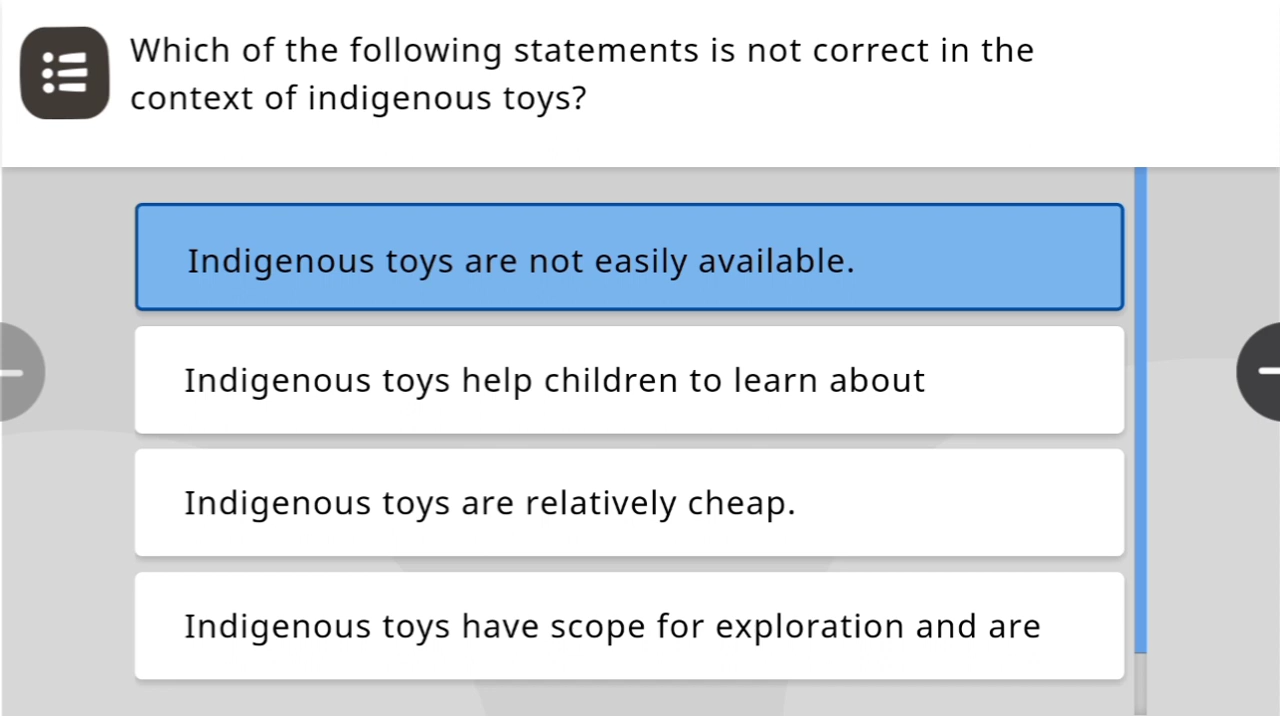 Which of the following statements is not correct in the
context of indigenous toys?
Indigenous toys are not easily available.
Indigenous toys help children to learn about
Indigenous toys are relatively cheap.
Indigenous toys have scope for exploration and are